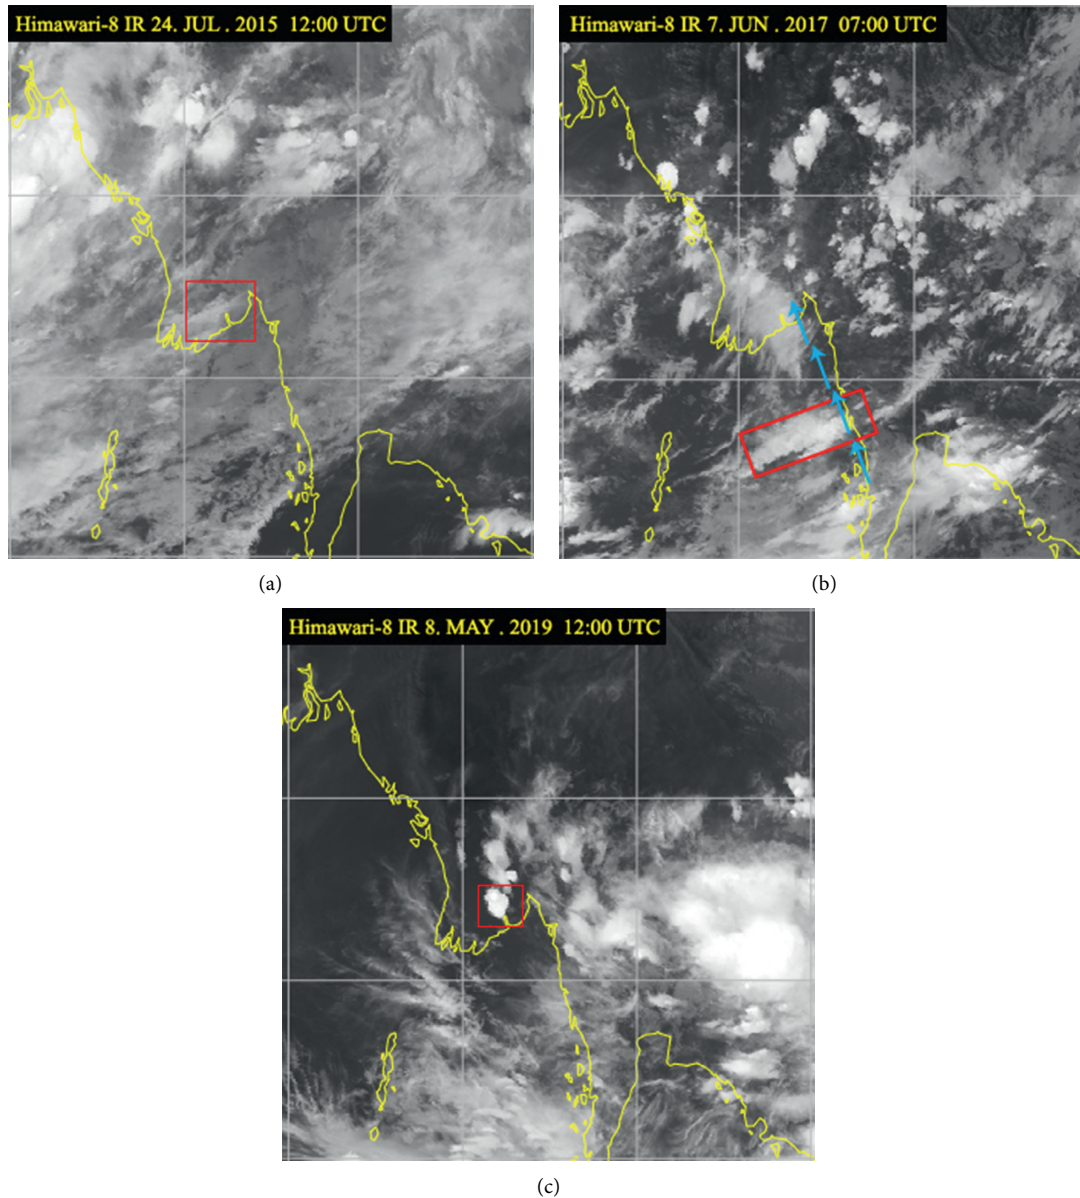 Himawari-8 IR 24. JUL . 2015 12:00 UTC
Himawari-8 IR 7. JUN . 2017 07:00 UTC
(a)
(b)
Himawari-8 IR 8. MAY . 2019 12:00 UTC
(c)